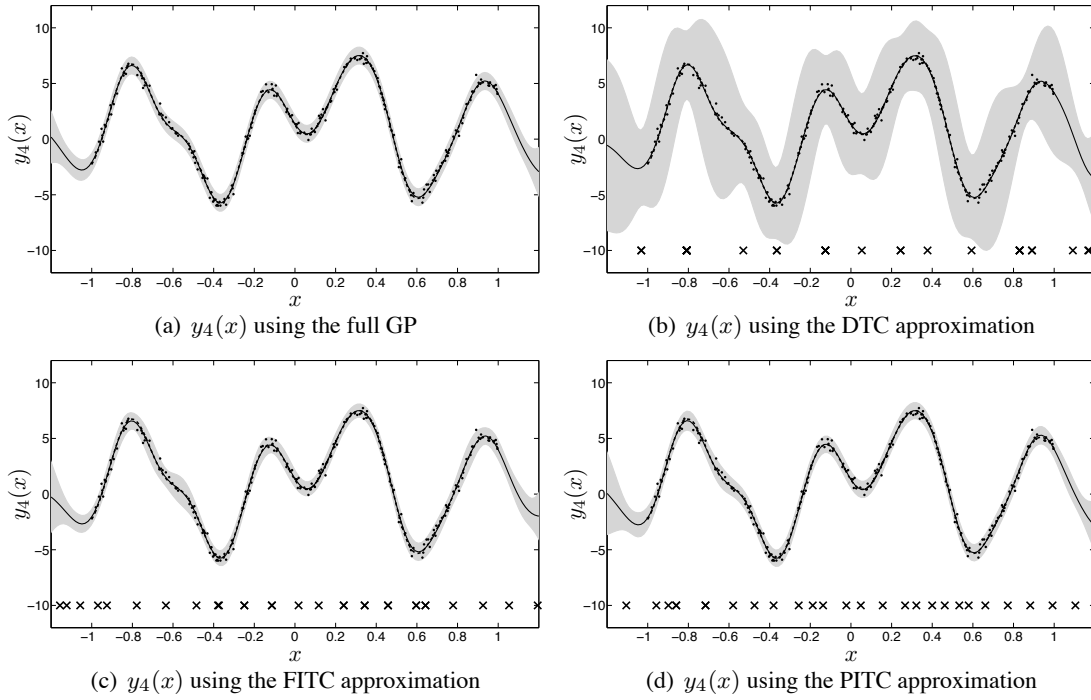 10
5
0
−5
−10
y₄(x)
−1 −0.8 −0.6 −0.4 −0.2 0 0.2 0.4 0.6 0.8 1
x
(a) y₄(x) using the full GP
10
5
0
−5
−10
y₄(x)
−1 −0.8 −0.6 −0.4 −0.2 0 0.2 0.4 0.6 0.8 1
x
(b) y₄(x) using the DTC approximation
10
5
0
−5
−10
y₄(x)
−1 −0.8 −0.6 −0.4 −0.2 0 0.2 0.4 0.6 0.8 1
x
(c) y₄(x) using the FITC approximation
10
5
0
−5
−10
y₄(x)
−1 −0.8 −0.6 −0.4 −0.2 0 0.2 0.4 0.6 0.8 1
x
(d) y₄(x) using the PITC approximation